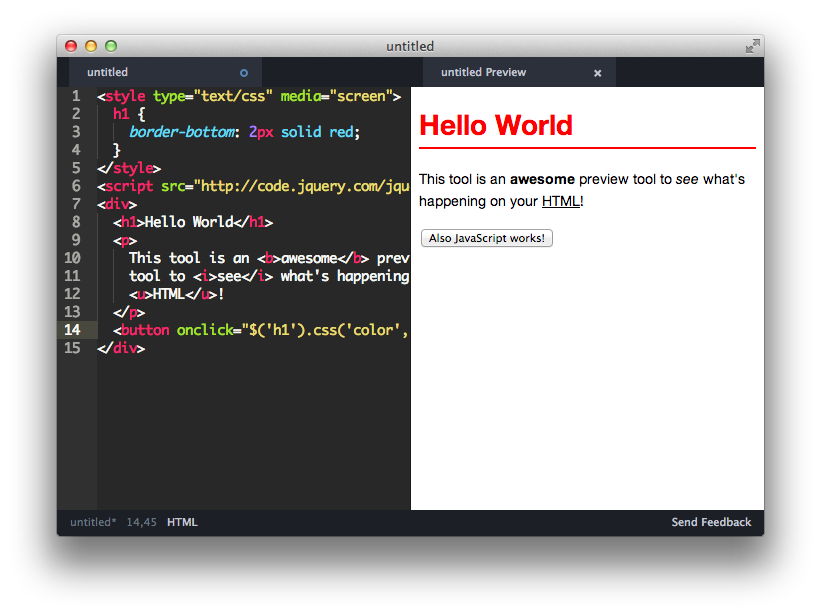 untitled
untitled
untitled Preview
1 <style type="text/css" media="screen">
2 h1 {
3 border-bottom: 2px solid red;
4 }
5 </style>
6 <script src="http://code.jquery.com/jqu
7 <div>
8 <h1>Hello World</h1>
9 <p>
10 This tool is an <b>awesome</b> prev
11 tool to <i>see</i> what's happening
12 <u>HTML</u>!
13 </p>
14 <button onclick="$('h1').css('color',
15 </div>
Hello World
This tool is an awesome preview tool to see what's
happening on your HTML!
Also JavaScript works!
untitled* 14,45 HTML
Send Feedback